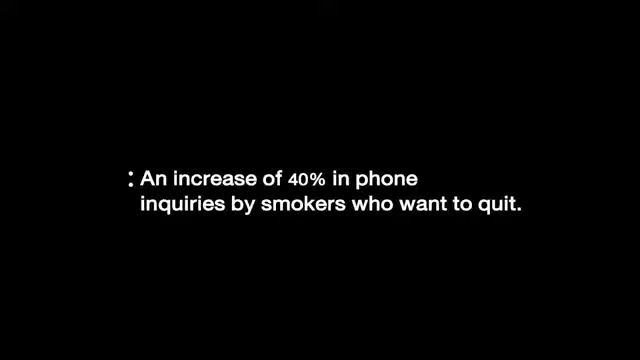 : An increase of 40% in phone
inquiries by smokers who want to quit.